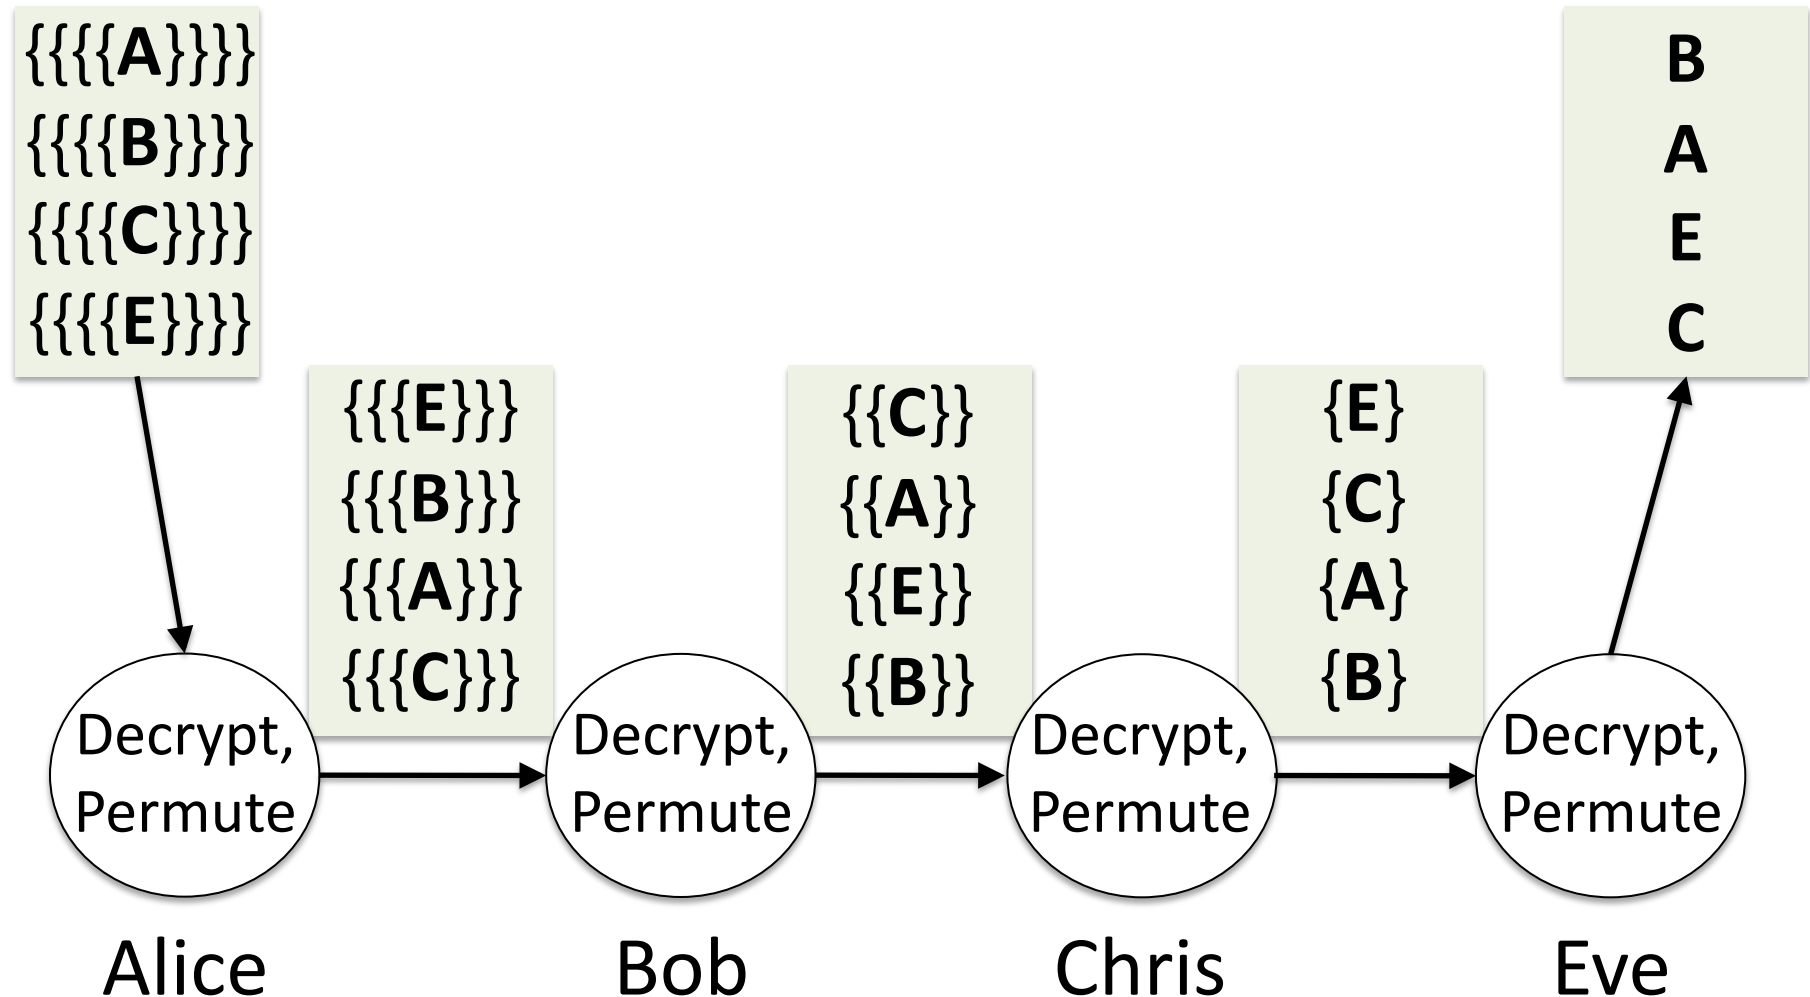 {{{{A}}}}
{{{{B}}}}
{{{{C}}}}
{{{{E}}}}
{{{E}}}
{{{B}}}
{{{A}}}
{{{C}}}
{{C}}
{{A}}
{{E}}
{{B}}
{E}
{C}
{A}
{B}
B
A
E
C
Decrypt,
Permute
Decrypt,
Permute
Decrypt,
Permute
Decrypt,
Permute
Alice
Bob
Chris
Eve